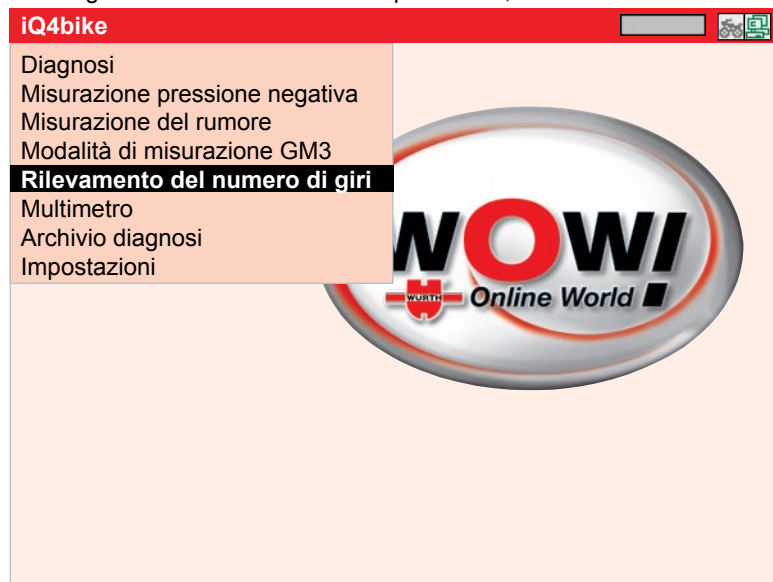 iQ4bike
Diagnosi
Misurazione pressione negativa
Misurazione del rumore
Modalità di misurazione GM3
Rilevamento del numero di giri
Multimetro
Archivio diagnosi
Impostazioni
WOW!
WÜRTH Online World